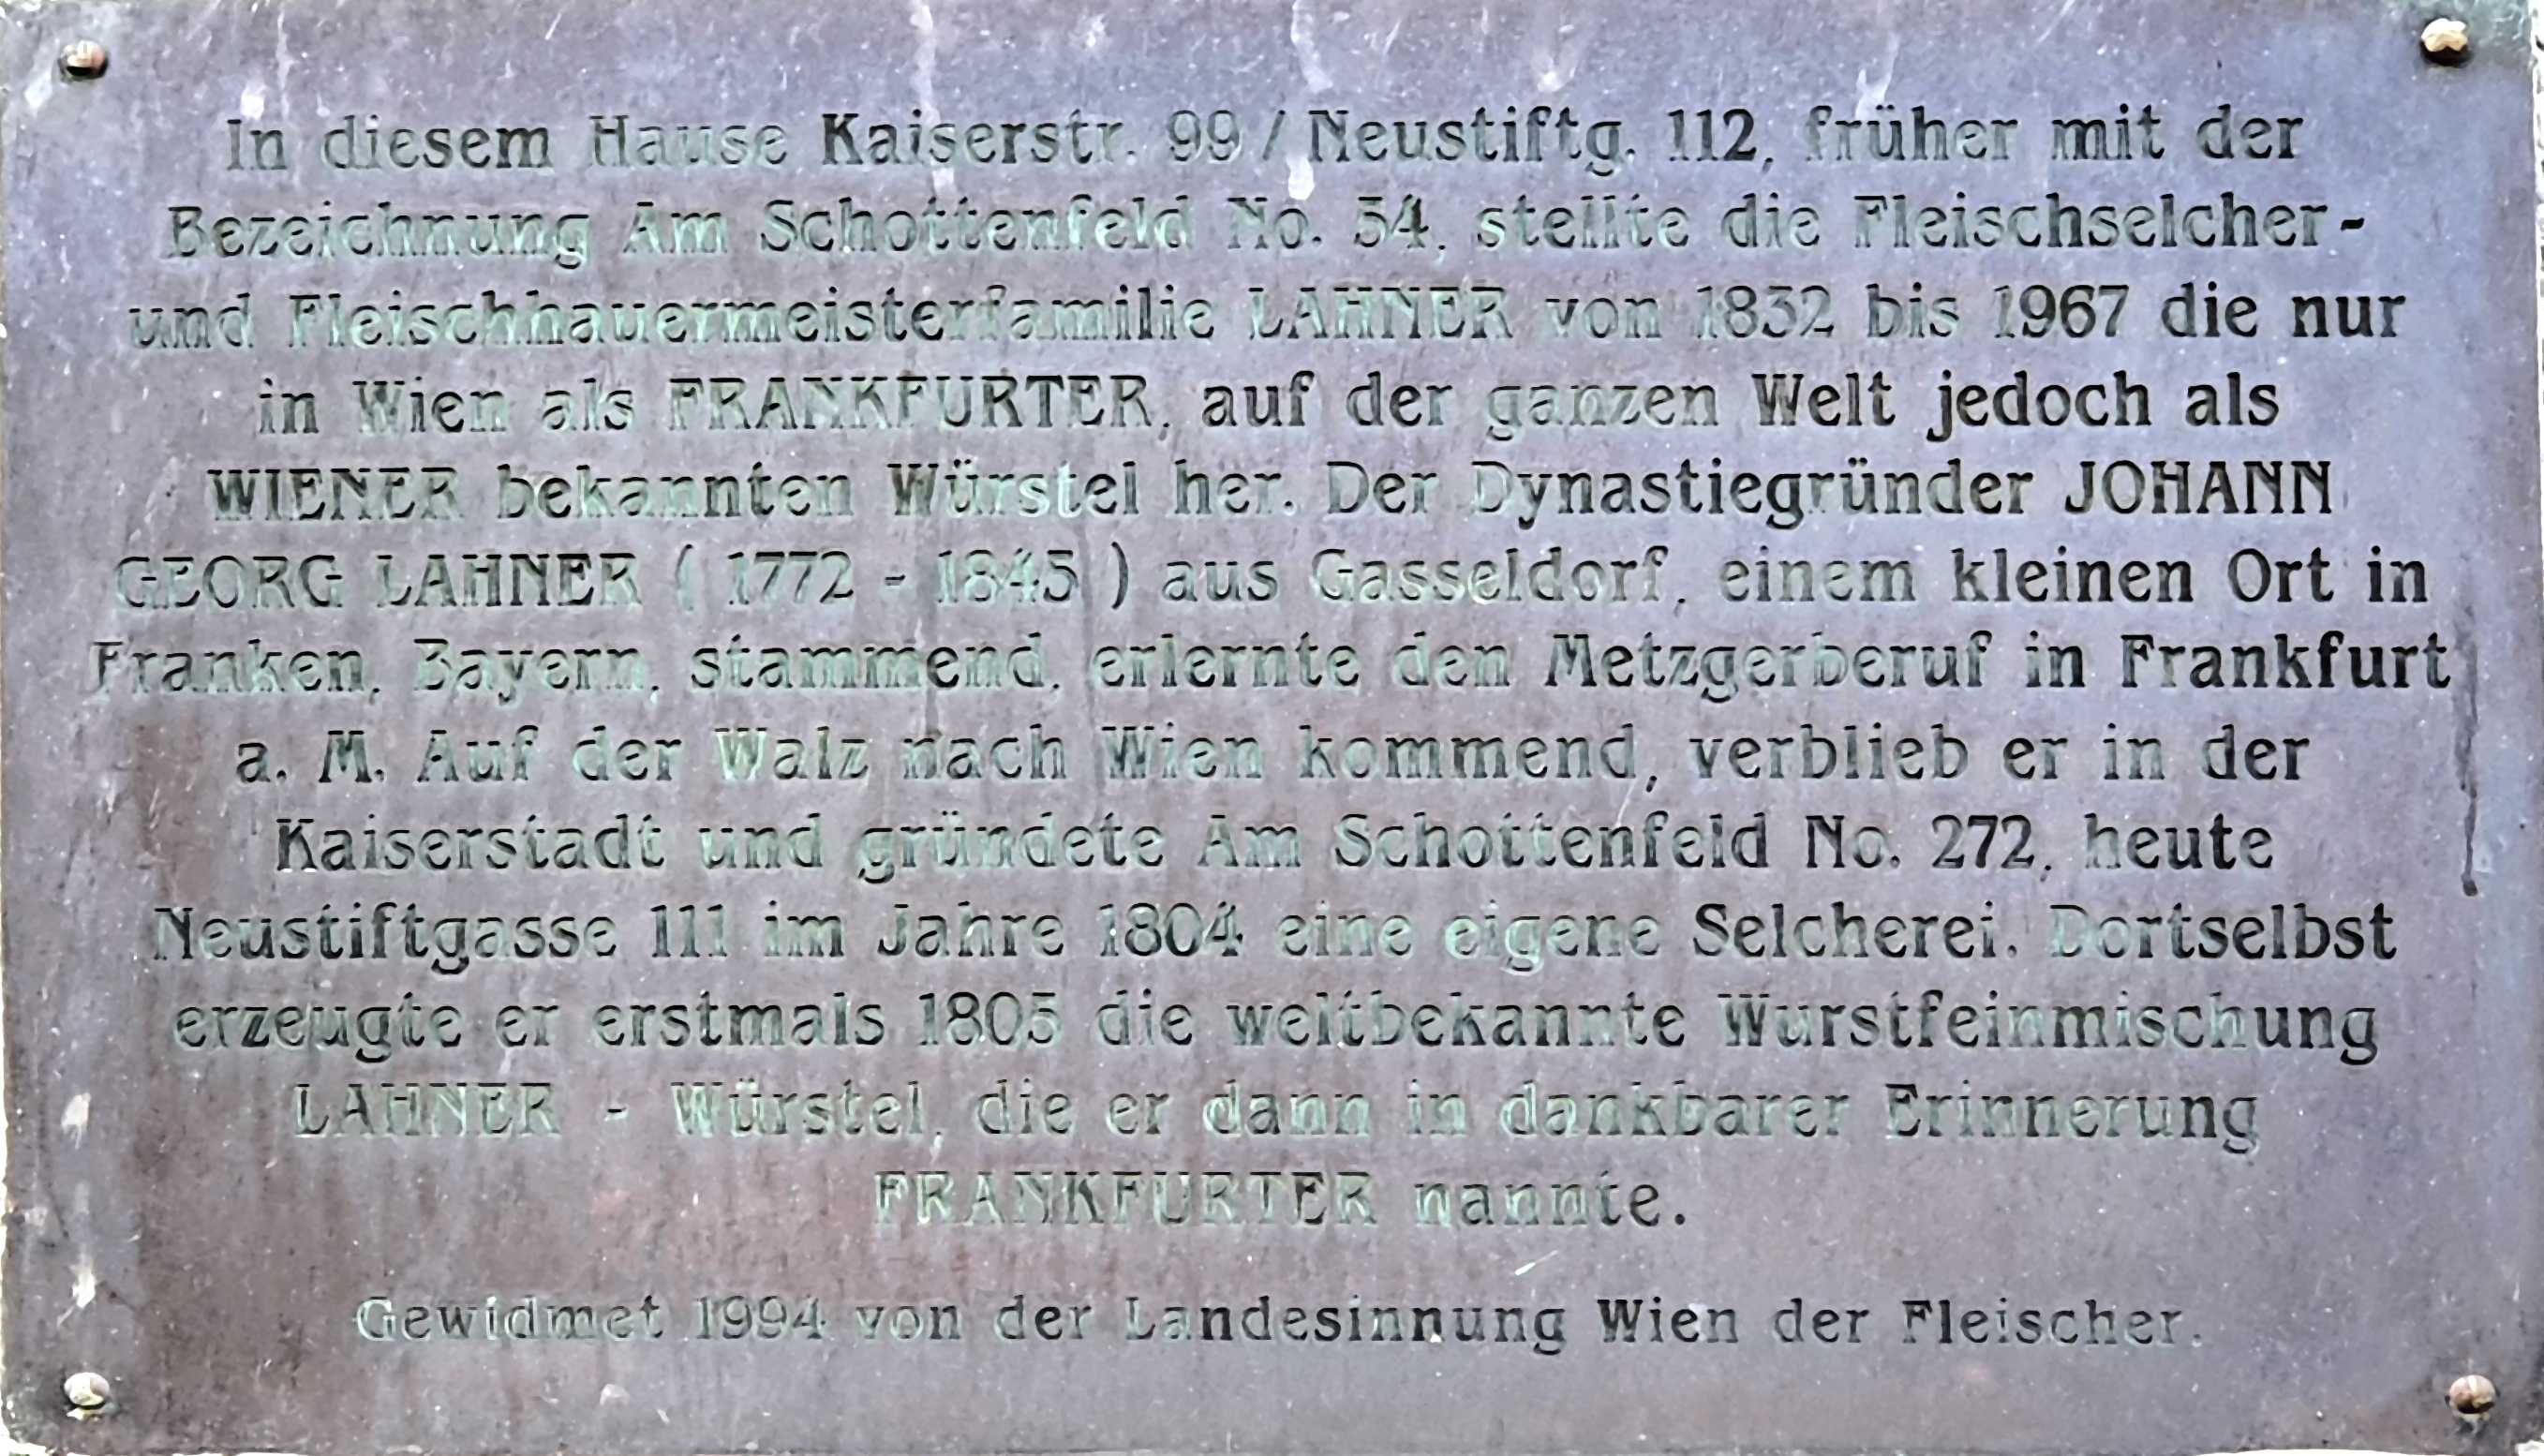 In diesem Hause Kaiserstr. 99 / Neustiftg. 112, früher mit der
Bezeichnung Am Schottenfeld No. 54, stellte die Fleischselcher-
und Fleischhauermeisterfamilie LAHNER von 1832 bis 1967 die nur
in Wien als FRANKFURTER, auf der ganzen Welt jedoch als
WIENER bekannten Würstel her. Der Dynastiegründer JOHANN
GEORG LAHNER ( 1772 - 1845 ) aus Gasseldorf, einem kleinen Ort in
Franken, Bayern, stammend, erlernte den Metzgerberuf in Frankfurt
a. M. Auf der Walz nach Wien kommend, verblieb er in der
Kaiserstadt und gründete Am Schottenfeld No. 272, heute
Neustiftgasse 111 im Jahre 1804 eine eigene Selcherei. Dortselbst
erzeugte er erstmals 1805 die weltbekannte Wurstfeinmischung
LAHNER - Würstel, die er dann in dankbarer Erinnerung
FRANKFURTER nannte.
Gewidmet 1994 von der Landesinnung Wien der Fleischer.